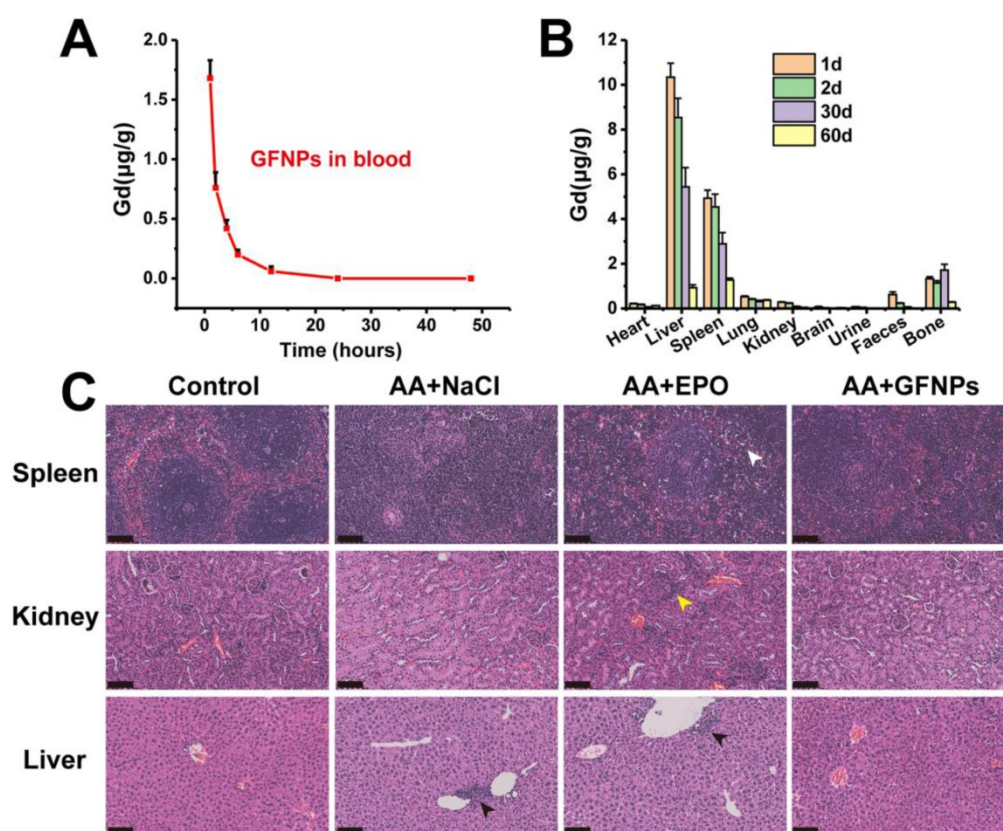 A
Gd(μg/g)
2.0
1.5
1.0
0.5
0.0
GFNPs in blood
0 10 20 30 40 50
Time (hours)
B
Gd(μg/g)
12
10
8
6
4
2
0
1d
2d
30d
60d
Heart Liver Spleen Lung Kidney Brain Urine Faeces Bone
C
Control AA+NaCl AA+EPO AA+GFNPs
Spleen
Kidney
Liver